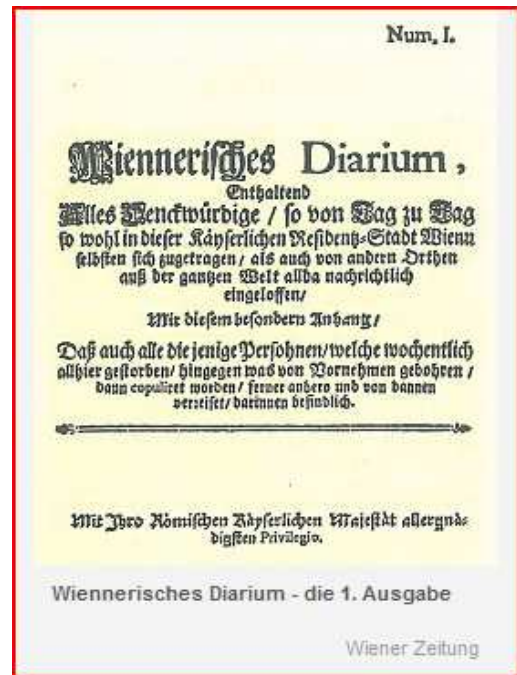 Num. I.
Wiennerisches Diarium,
Enthaltend
Alles Denckwürdige / so von Tag zu Tag
so wohl in dieser Käyserlichen Residentz-Stadt Wienn
selbsten sich zugetragen / als auch von andern Orthen
auß der gantzen Welt allda nachrichtlich
eingeloffen/
Mit diesem besondern Anhang /
Daß auch alle die jenige Persohnen/welche wochentlich
allhier gestorben/ hingegen was von Vornehmen gebohren /
dann copuliret worden / ferner anhero und von dannen
verreiset/ darinnen befindlich.
Mit Ihro Römischen Käyserlichen Majestät allergnä-
digsten Privilegio.
Wiennerisches Diarium - die 1. Ausgabe
Wiener Zeitung